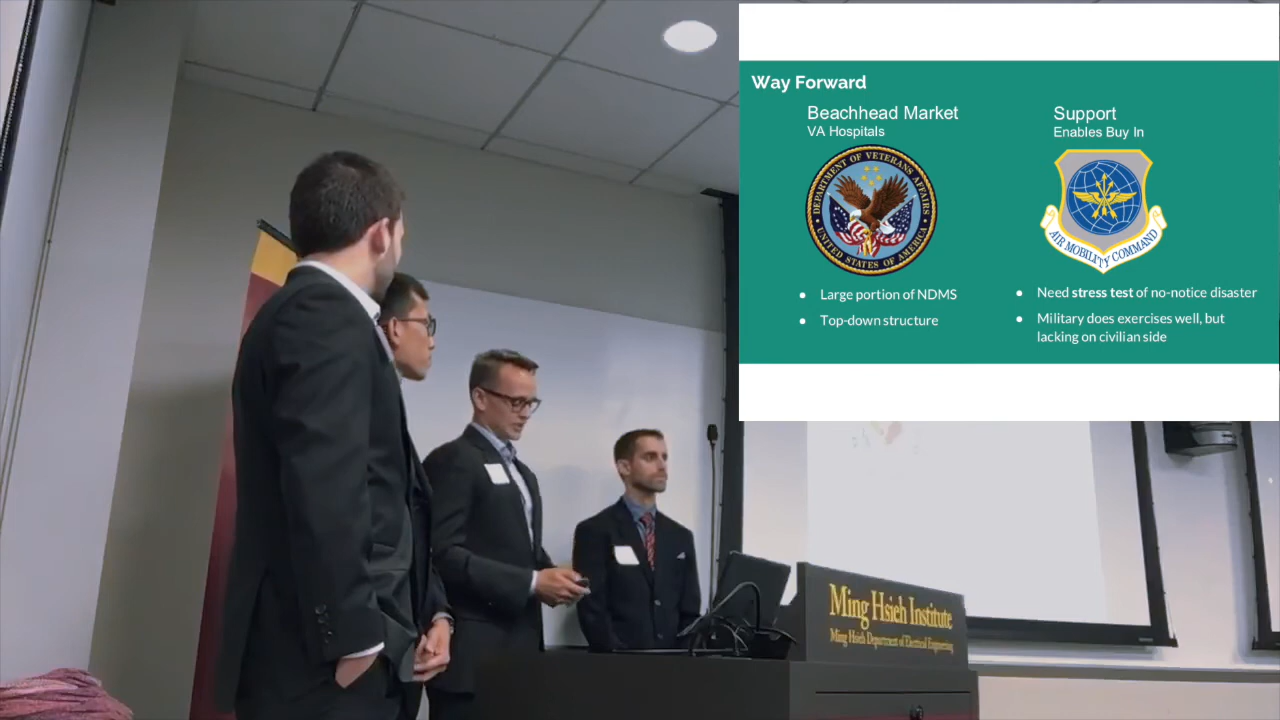 Way Forward
Beachhead Market
VA Hospitals
DEPARTMENT OF VETERANS AFFAIRS
UNITED STATES OF AMERICA
● Large portion of NDMS
● Top-down structure
Support
Enables Buy In
AIR MOBILITY COMMAND
● Need stress test of no-notice disaster
● Military does exercises well, but
lacking on civilian side
Ming Hsieh Institute
Ming Hsieh Department of Electrical Engineering